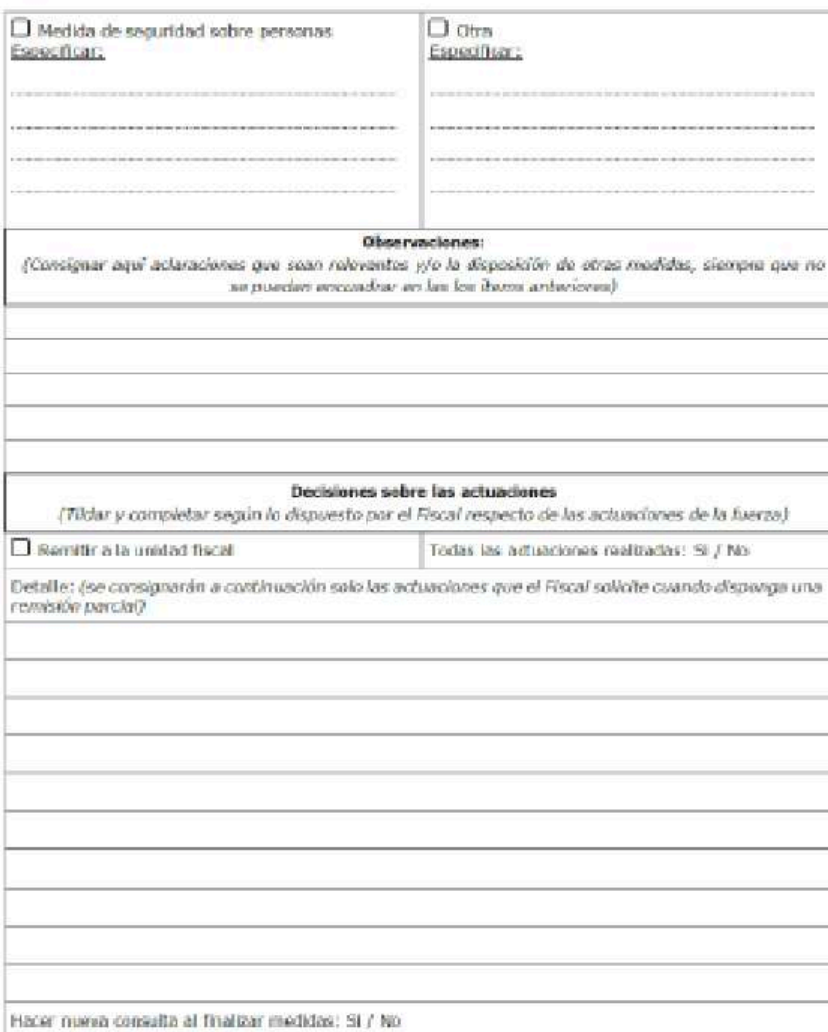 Medida de seguridad sobre personas
Especificar:
Otra
Especificar:
Observaciones:
(Consignar aquí aclaraciones que sean relevantes y/o la disposición de otras medidas, siempre que no
se puedan encuadrar en las los ítems anteriores)
Decisiones sobre las actuaciones
(Tildar y completar según lo dispuesto por el Fiscal respecto de las actuaciones de la fuerza)
Remitir a la unidad fiscal
Todas las actuaciones realizadas: SI / No
Detalle: (se consignarán a continuación solo las actuaciones que el Fiscal solicite cuando disponga una
remisión parcial)
Hacer nueva consulta al finalizar medidas: SI / No